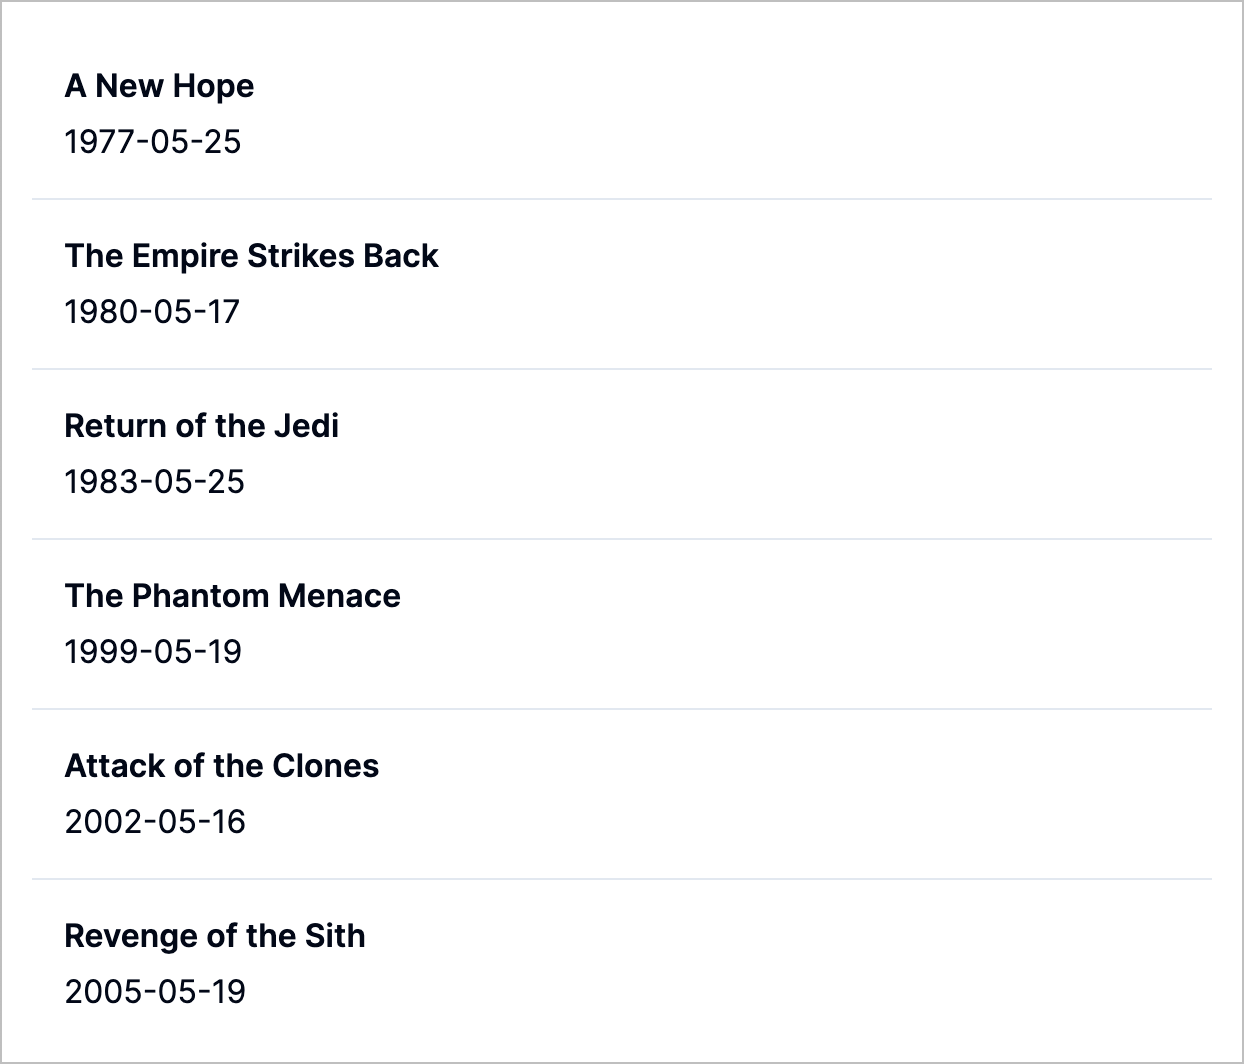 A New Hope
1977-05-25
The Empire Strikes Back
1980-05-17
Return of the Jedi
1983-05-25
The Phantom Menace
1999-05-19
Attack of the Clones
2002-05-16
Revenge of the Sith
2005-05-19